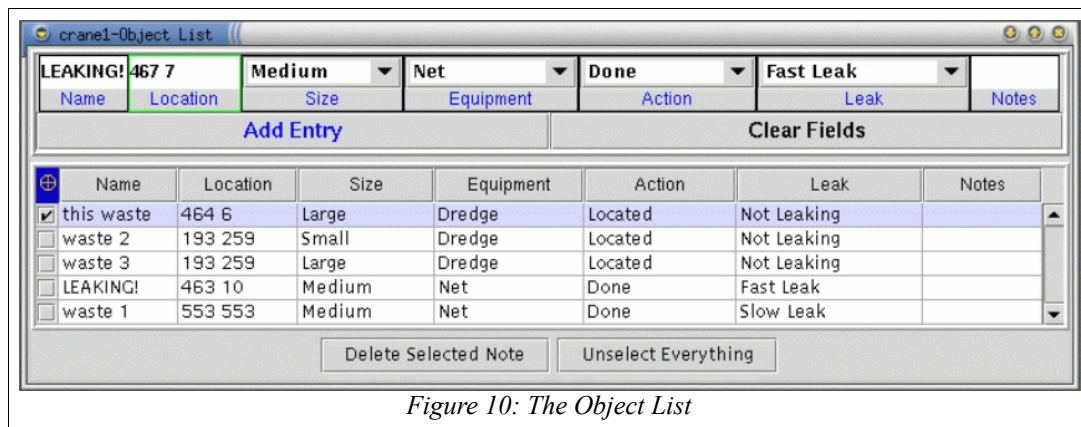 crane1-Object List
LEAKING! 467 7 Medium Net Done Fast Leak
Name Location Size Equipment Action Leak Notes
Add Entry Clear Fields
Name Location Size Equipment Action Leak Notes
this waste 464 6 Large Dredge Located Not Leaking
waste 2 193 259 Small Dredge Located Not Leaking
waste 3 193 259 Large Dredge Located Not Leaking
LEAKING! 463 10 Medium Net Done Fast Leak
waste 1 553 553 Medium Net Done Slow Leak
Delete Selected Note Unselect Everything
Figure 10: The Object List